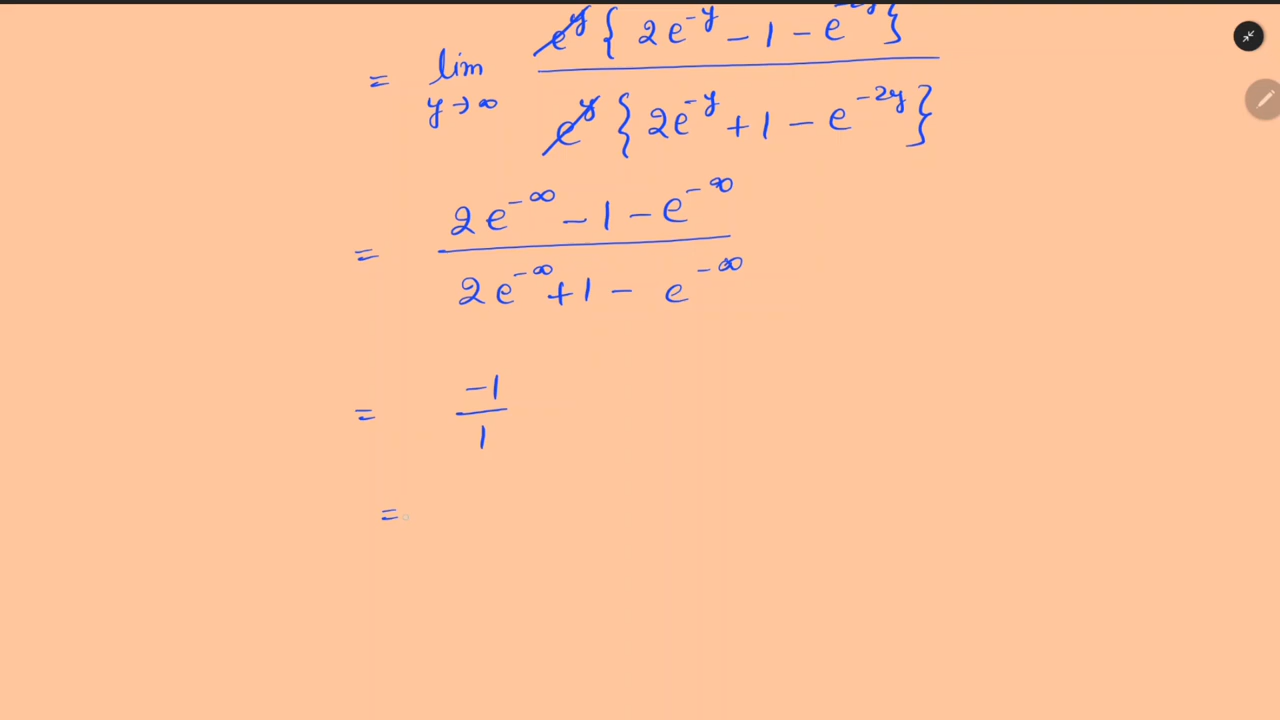 = lim y→∞ e^y { 2e^-y - 1 - e^-2y } / e^y { 2e^-y + 1 - e^-2y }
= 2e^-∞ - 1 - e^-∞ / 2e^-∞ + 1 - e^-∞
= -1 / 1
=